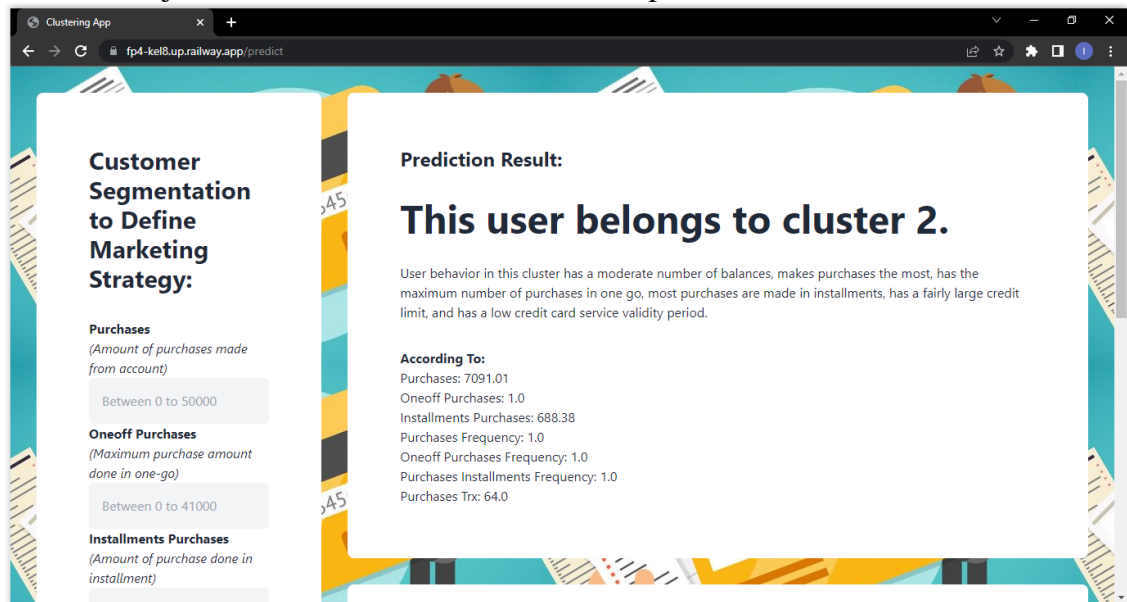 Clustering App
fp4-kel8.up.railway.app/predict
I
Customer
Segmentation
to Define
Marketing
Strategy:
Purchases
(Amount of purchases made
from account)
Between 0 to 50000
Oneoff Purchases
(Maximum purchase amount
done in one-go)
Between 0 to 41000
Installments Purchases
(Amount of purchase done in
installment)
Prediction Result:
This user belongs to cluster 2.
User behavior in this cluster has a moderate number of balances, makes purchases the most, has the
maximum number of purchases in one go, most purchases are made in installments, has a fairly large credit
limit, and has a low credit card service validity period.
According To:
Purchases: 7091.01
Oneoff Purchases: 1.0
Installments Purchases: 688.38
Purchases Frequency: 1.0
Oneoff Purchases Frequency: 1.0
Purchases Installments Frequency: 1.0
Purchases Trx: 64.0